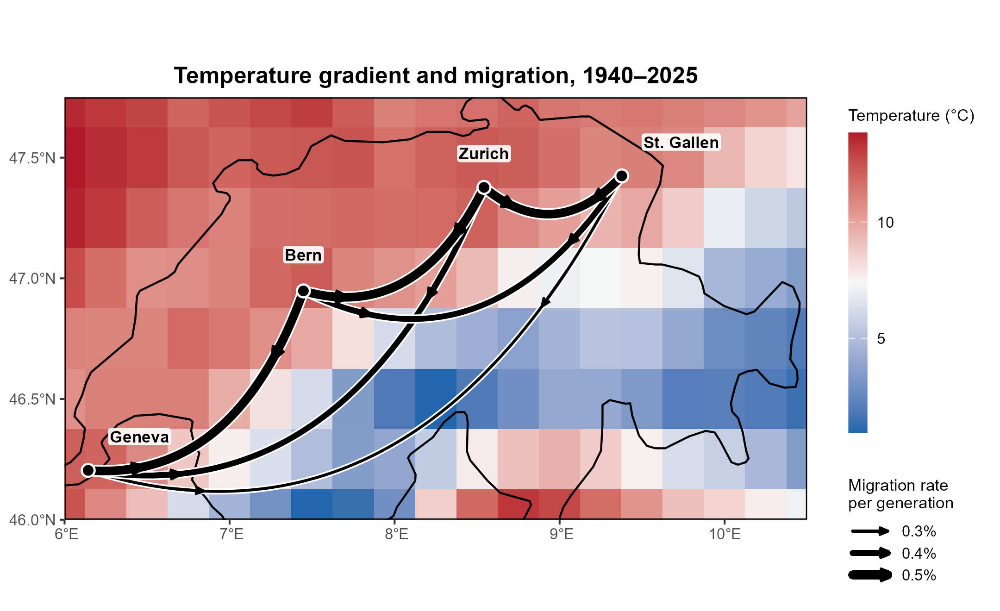 Temperature gradient and migration, 1940–2025
Temperature (°C)
10
5
47.5°N
47.0°N
46.5°N
46.0°N
St. Gallen
Zurich
Bern
Geneva
6°E
7°E
8°E
9°E
10°E
Migration rate
per generation
0.3%
0.4%
0.5%